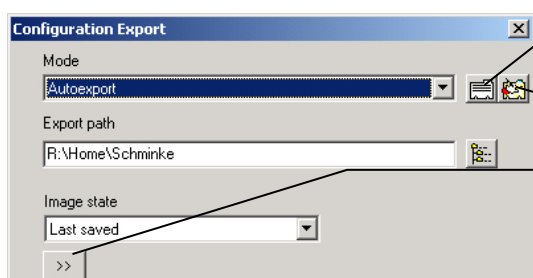 Configuration Export
Mode
Autoexport
Export path
R:\Home\Schminke
Image state
Last saved
>>